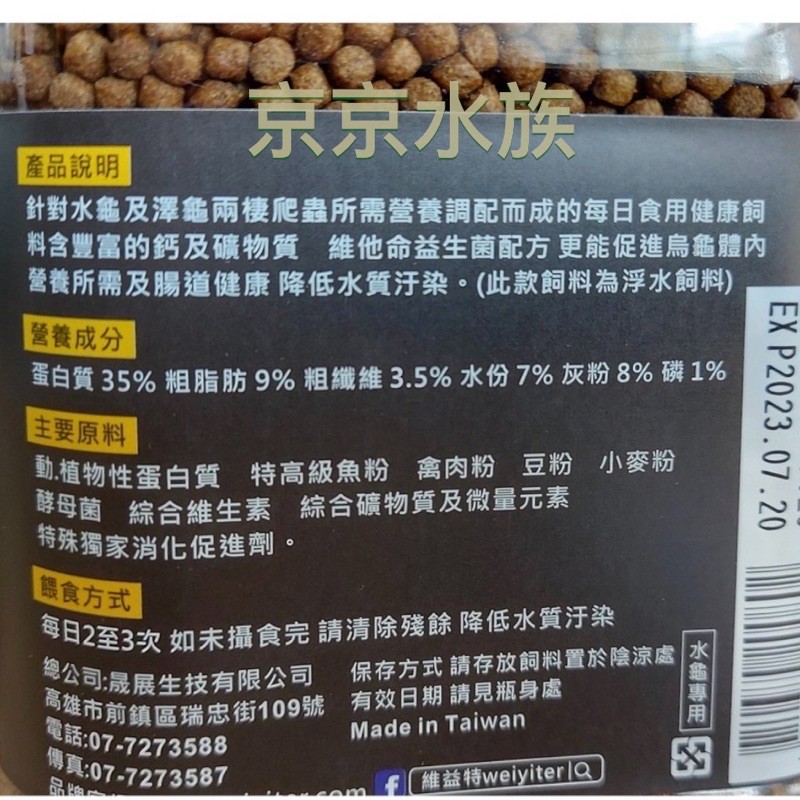 京京水族
產品說明
針對水龜及澤龜兩棲爬蟲所需營養調配而成的每日食用健康飼
料含豐富的鈣及礦物質 維他命益生菌配方 更能促進烏龜體內
營養所需及腸道健康 降低水質汙染。(此款飼料為浮水飼料)
營養成分
蛋白質 35% 粗脂肪 9% 粗纖維 3.5% 水份 7% 灰粉 8% 磷 1%
主要原料
動.植物性蛋白質 特高級魚粉 禽肉粉 豆粉 小麥粉
酵母菌 綜合維生素 綜合礦物質及微量元素
特殊獨家消化促進劑。
餵食方式
每日2至3次 如未攝食完 請清除殘餘 降低水質汙染
總公司:晟展生技有限公司
高雄市前鎮區瑞忠街109號
電話:07-7273588
傳真:07-7273587
保存方式 請存放飼料置於陰涼處
有效日期 請見瓶身處
Made in Taiwan
維益特weiyiter
水龜專用
EXP2023.07.20